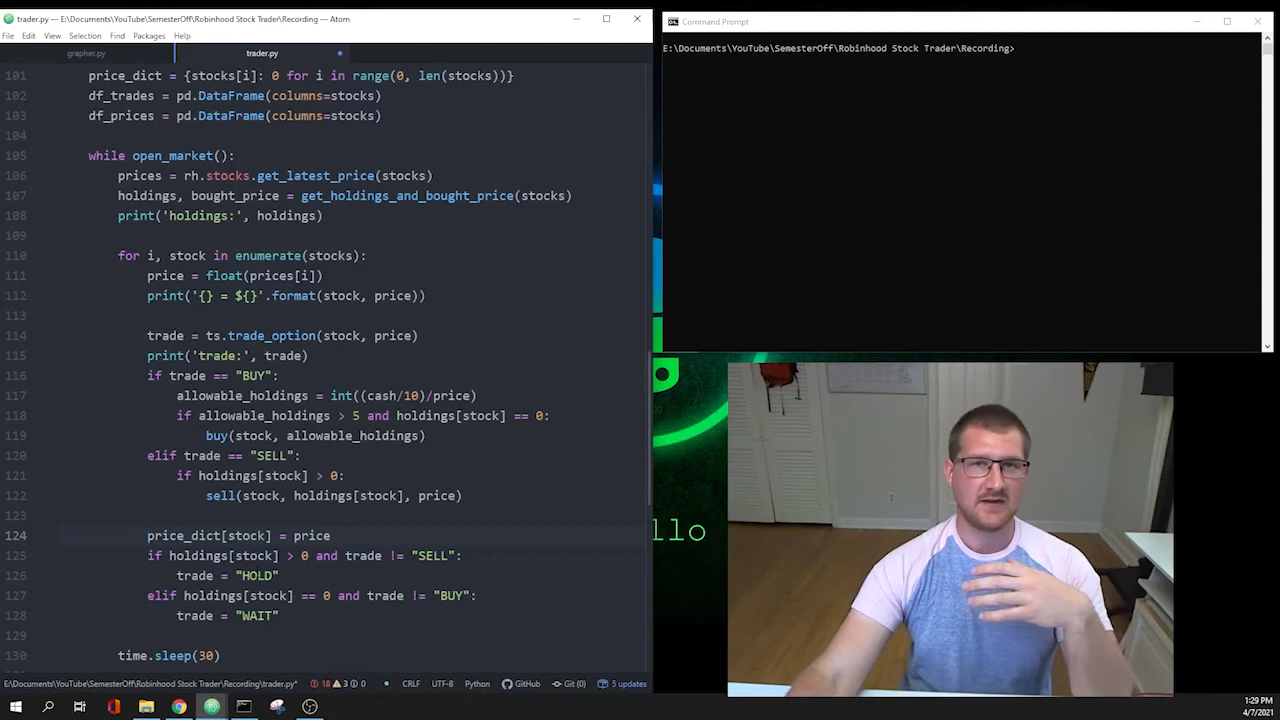 trader.py — E:\Documents\YouTube\SemesterOff\Robinhood Stock Trader\Recording — Atom
File Edit View Selection Find Packages Help
grapher.py trader.py
101 price_dict = {stocks[i]: 0 for i in range(0, len(stocks))}
102 df_trades = pd.DataFrame(columns=stocks)
103 df_prices = pd.DataFrame(columns=stocks)
104
105 while open_market():
106 prices = rh.stocks.get_latest_price(stocks)
107 holdings, bought_price = get_holdings_and_bought_price(stocks)
108 print('holdings:', holdings)
109
110 for i, stock in enumerate(stocks):
111 price = float(prices[i])
112 print('{} = ${}'.format(stock, price))
113
114 trade = ts.trade_option(stock, price)
115 print('trade:', trade)
116 if trade == "BUY":
117 allowable_holdings = int((cash/10)/price)
118 if allowable_holdings > 5 and holdings[stock] == 0:
119 buy(stock, allowable_holdings)
120 elif trade == "SELL":
121 if holdings[stock] > 0:
122 sell(stock, holdings[stock], price)
123
124 price_dict[stock] = price
125 if holdings[stock] > 0 and trade != "SELL":
126 trade = "HOLD"
127 elif holdings[stock] == 0 and trade != "BUY":
128 trade = "WAIT"
129
130 time.sleep(30)
E:\Documents\YouTube\SemesterOff\Robinhood Stock Trader\Recording\trader.py* 18 3 0 CRLF UTF-8 Python GitHub Git (0) 5 updates
Command Prompt
E:\Documents\YouTube\SemesterOff\Robinhood Stock Trader\Recording>
llo
1:29 PM
4/7/2021